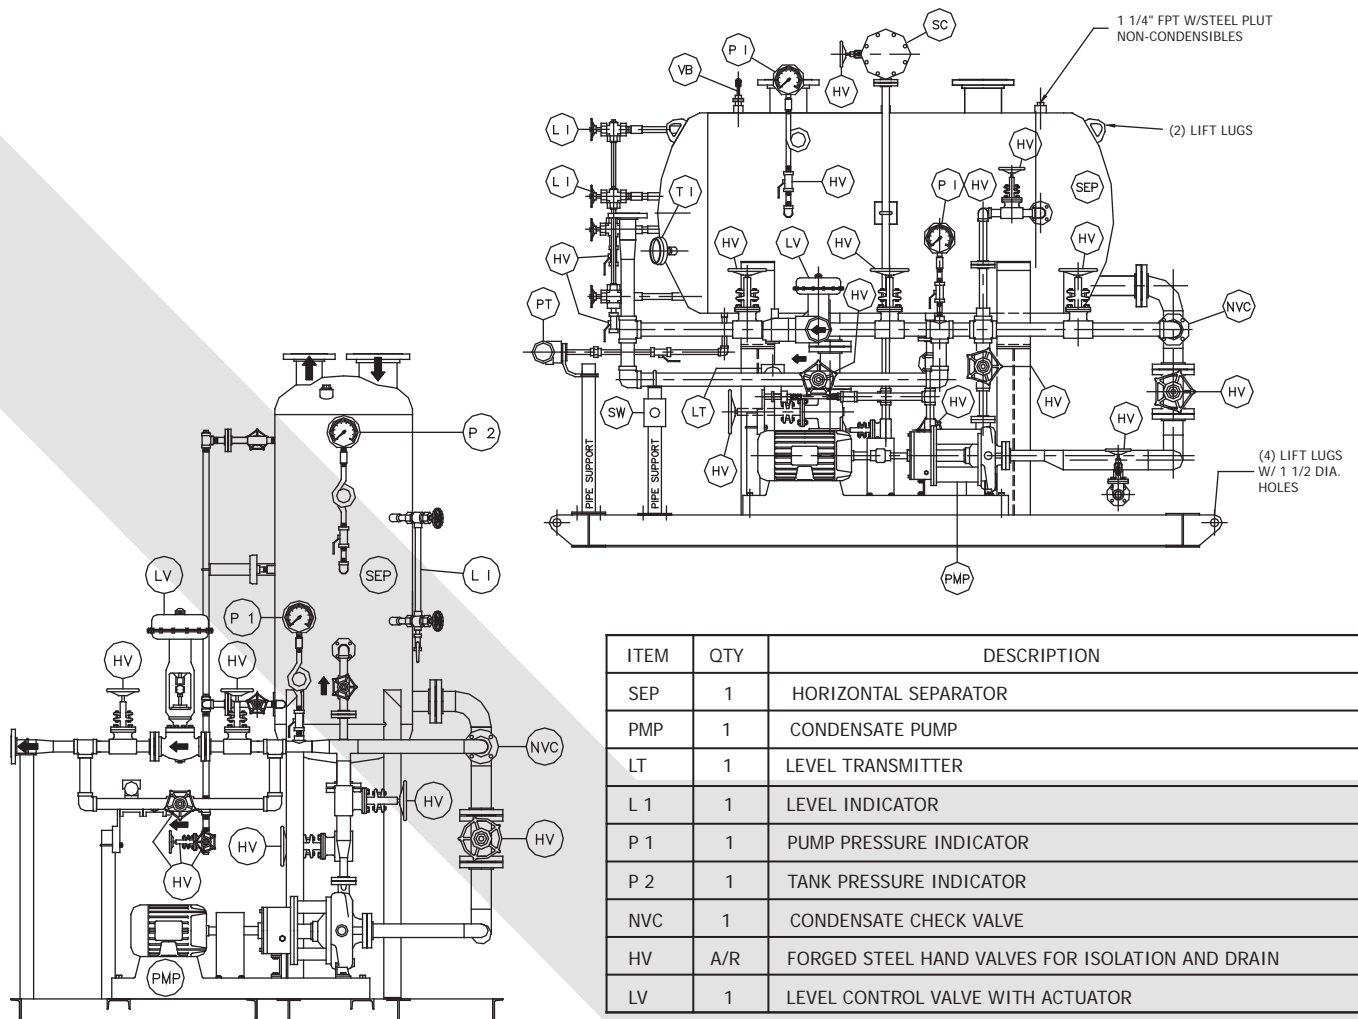 SC
1 1/4" FPT W/STEEL PLUT
NON-CONDENSIBLES
P I
VB
HV
L I
(2) LIFT LUGS
HV
L I
T I
HV
P I
HV
SEP
HV
LV
HV
HV
HV
HV
PT
NVC
SW
LT
HV
HV
HV
HV
HV
PIPE SUPPORT
PIPE SUPPORT
(4) LIFT LUGS
W/ 1 1/2 DIA.
HOLES
PMP
P 2
LV
SEP
L I
P 1
HV
HV
NVC
HV
HV
HV
HV
PMP
ITEM QTY DESCRIPTION
SEP 1 HORIZONTAL SEPARATOR
PMP 1 CONDENSATE PUMP
LT 1 LEVEL TRANSMITTER
L 1 1 LEVEL INDICATOR
P 1 1 PUMP PRESSURE INDICATOR
P 2 1 TANK PRESSURE INDICATOR
NVC 1 CONDENSATE CHECK VALVE
HV A/R FORGED STEEL HAND VALVES FOR ISOLATION AND DRAIN
LV 1 LEVEL CONTROL VALVE WITH ACTUATOR